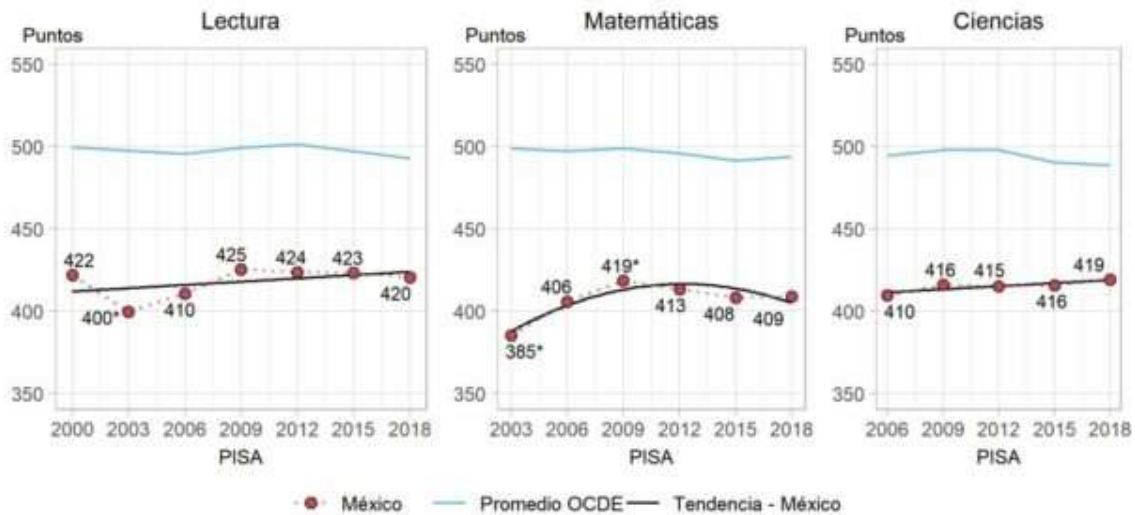 Lectura
Puntos
550
500
450
400
350
422
400*
410
425
424
423
420
2000 2003 2006 2009 2012 2015 2018
PISA
Matemáticas
Puntos
550
500
450
400
350
385*
406
419*
413
408
409
2003 2006 2009 2012 2015 2018
PISA
Ciencias
Puntos
550
500
450
400
350
410
416
415
416
419
2006 2009 2012 2015 2018
PISA
México Promedio OCDE Tendencia - México